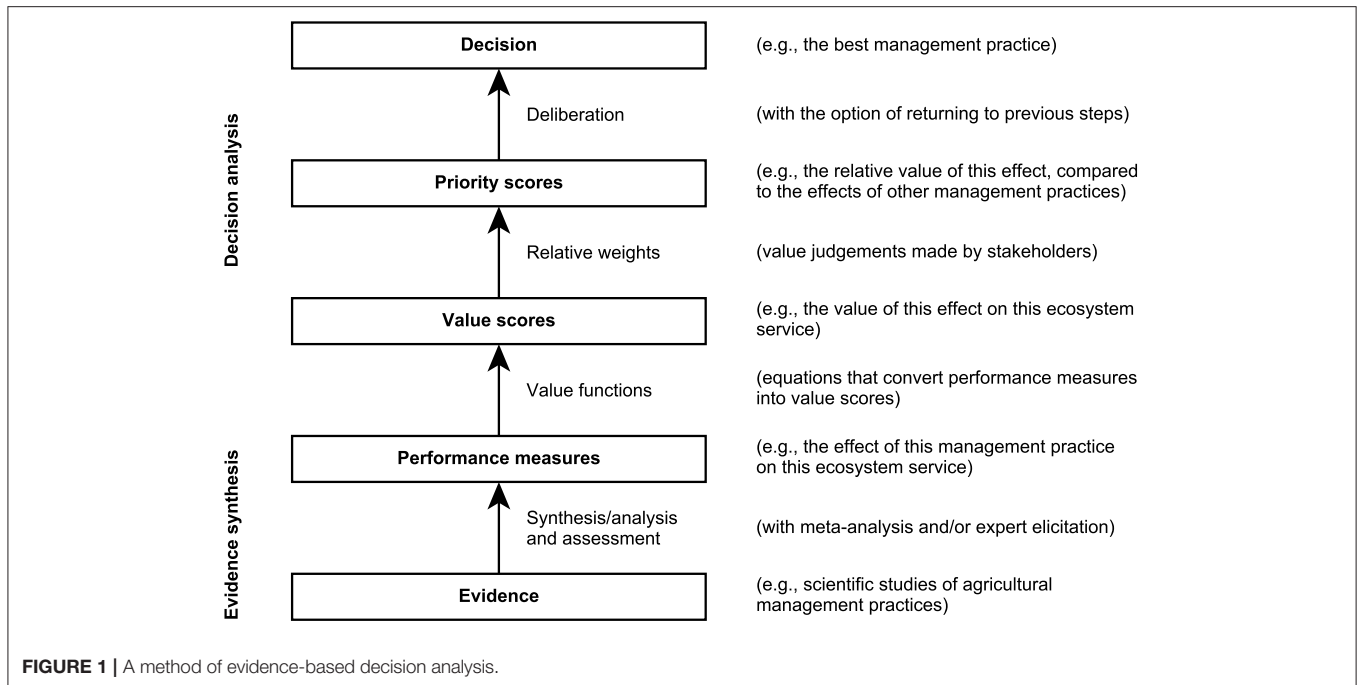 Decision
(e.g., the best management practice)
Deliberation
(with the option of returning to previous steps)
Decision analysis
Priority scores
(e.g., the relative value of this effect, compared
to the effects of other management practices)
Relative weights
(value judgements made by stakeholders)
Value scores
(e.g., the value of this effect on this ecosystem
service)
Value functions
(equations that convert performance measures
into value scores)
Performance measures
(e.g., the effect of this management practice
on this ecosystem service)
Evidence synthesis
Synthesis/analysis
and assessment
(with meta-analysis and/or expert elicitation)
Evidence
(e.g., scientific studies of agricultural
management practices)
FIGURE 1 | A method of evidence-based decision analysis.